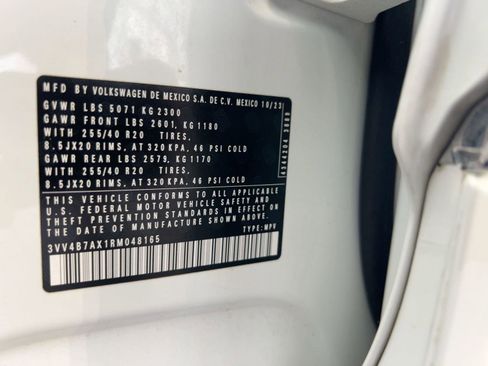 MFD BY VOLKSWAGEN DE MEXICO S.A. DE C.V. MEXICO 10/23
GVWR LBS 5071 KG 2300
GAWR FRONT LBS 2601, KG 1180
WITH 255/40 R20 TIRES,
8.5JX20 RIMS, AT 320 KPA, 46 PSI COLD
GAWR REAR LBS 2579, KG 1170
WITH 255/40 R20 TIRES,
8.5JX20 RIMS, AT 320 KPA, 46 PSI COLD
THIS VEHICLE CONFORMS TO ALL APPLICABLE
U.S. FEDERAL MOTOR VEHICLE SAFETY AND
THEFT PREVENTION STANDARDS IN EFFECT ON
THE DATE OF MANUFACTURE SHOWN ABOVE.
3VV4B7AX1RM048165 TYPE: MPV
4344204